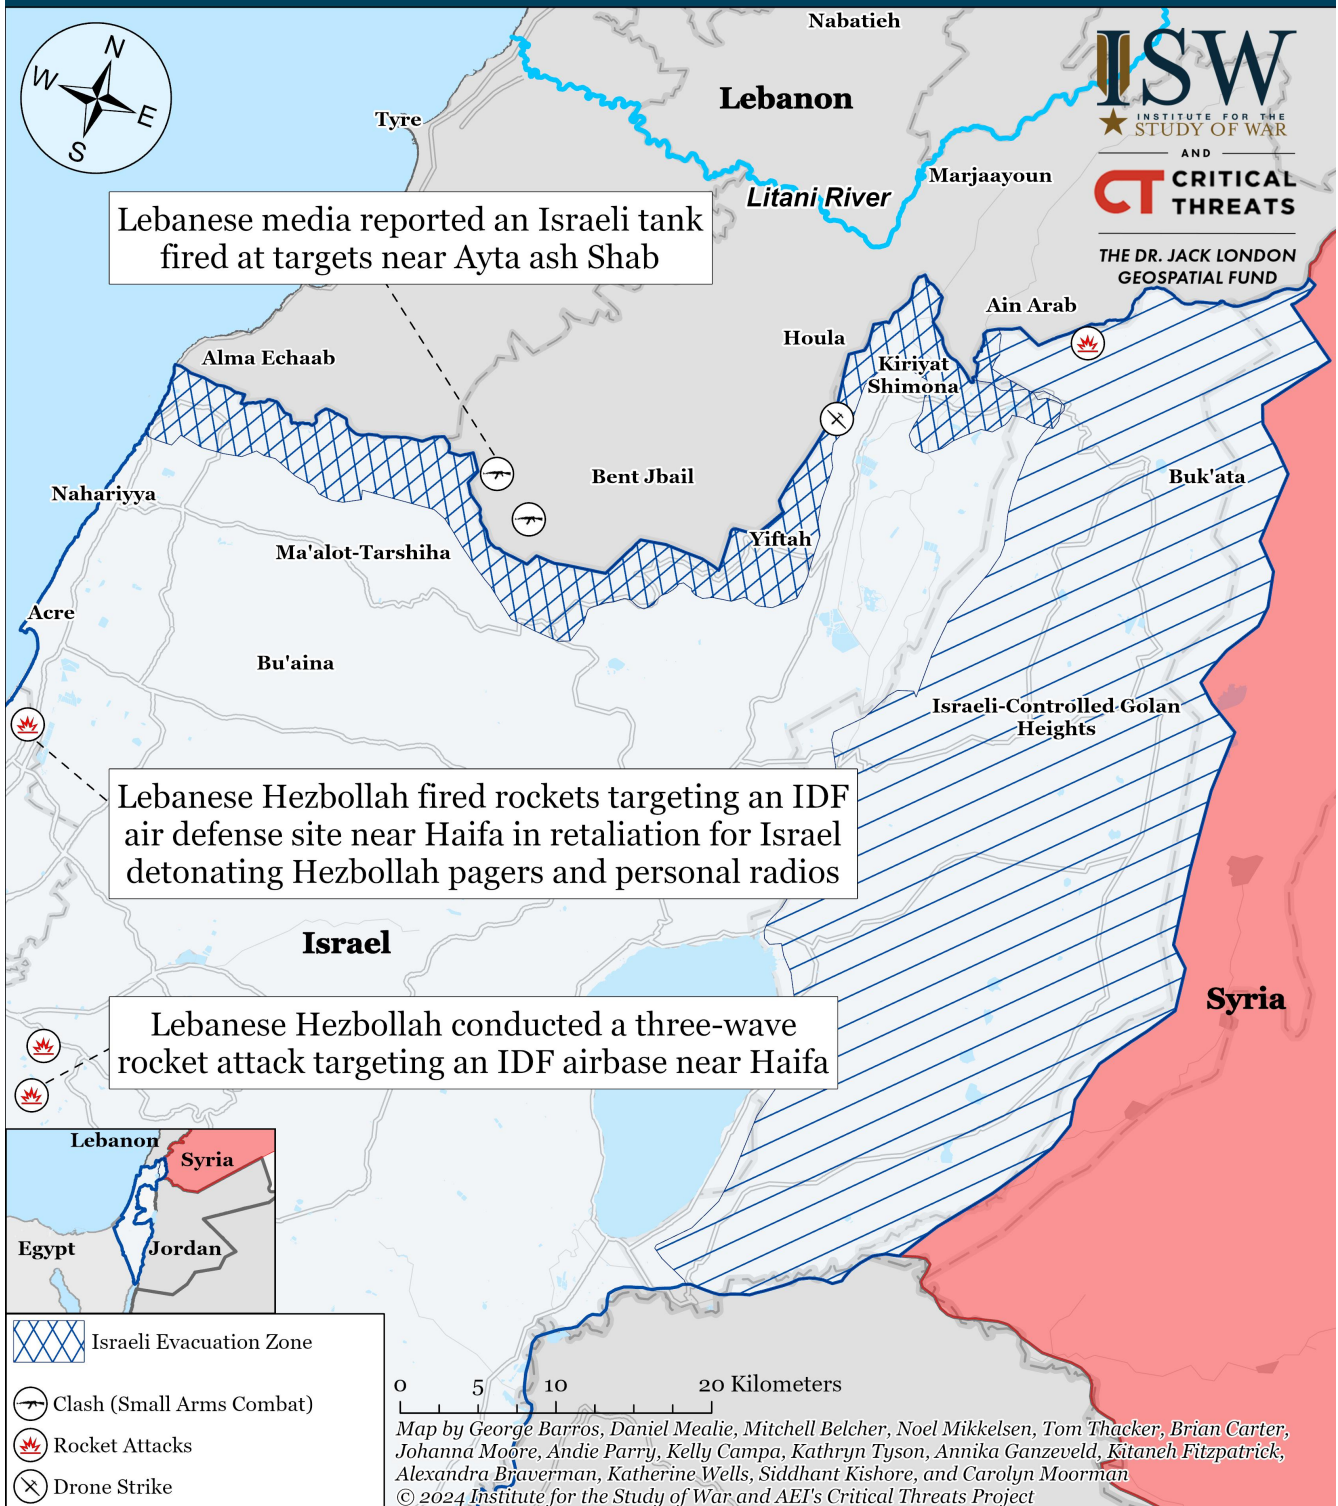 N
W
E
S
Nabatieh
Lebanon
Tyre
ISW
INSTITUTE FOR THE
STUDY OF WAR
AND
CT CRITICAL
THREATS
THE DR. JACK LONDON
GEOSPATIAL FUND
Marjaayoun
Litani River
Lebanese media reported an Israeli tank
fired at targets near Ayta ash Shab
Ain Arab
Houla
Alma Echaab
Kiriyat
Shimona
Bent Jbail
Buk'ata
Nahariyya
Yiftah
Ma'alot-Tarshiha
Acre
Bu'aina
Israeli-Controlled Golan
Heights
Lebanese Hezbollah fired rockets targeting an IDF
air defense site near Haifa in retaliation for Israel
detonating Hezbollah pagers and personal radios
Israel
Syria
Lebanese Hezbollah conducted a three-wave
rocket attack targeting an IDF airbase near Haifa
Lebanon
Syria
Egypt
Jordan
Israeli Evacuation Zone
Clash (Small Arms Combat)
Rocket Attacks
Drone Strike
0 5 10 20 Kilometers
Map by George Barros, Daniel Mealie, Mitchell Belcher, Noel Mikkelsen, Tom Thacker, Brian Carter,
Johanna Moore, Andie Parry, Kelly Campa, Kathryn Tyson, Annika Ganzeveld, Kitaneh Fitzpatrick,
Alexandra Braverman, Katherine Wells, Siddhant Kishore, and Carolyn Moorman
© 2024 Institute for the Study of War and AEI's Critical Threats Project